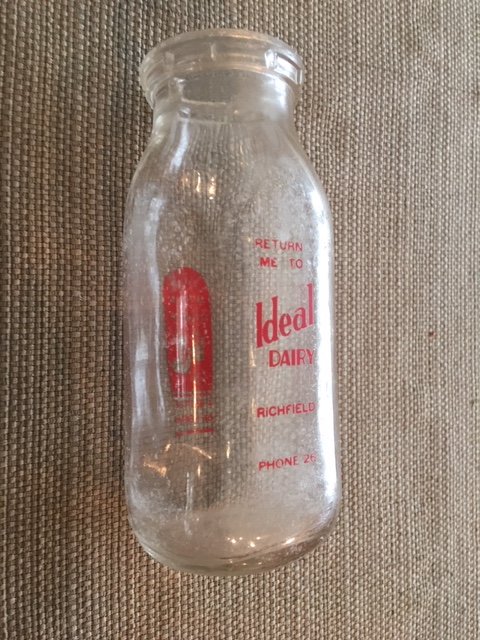 RETURN
ME TO
Ideal
DAIRY
RICHFIELD
PHONE 26